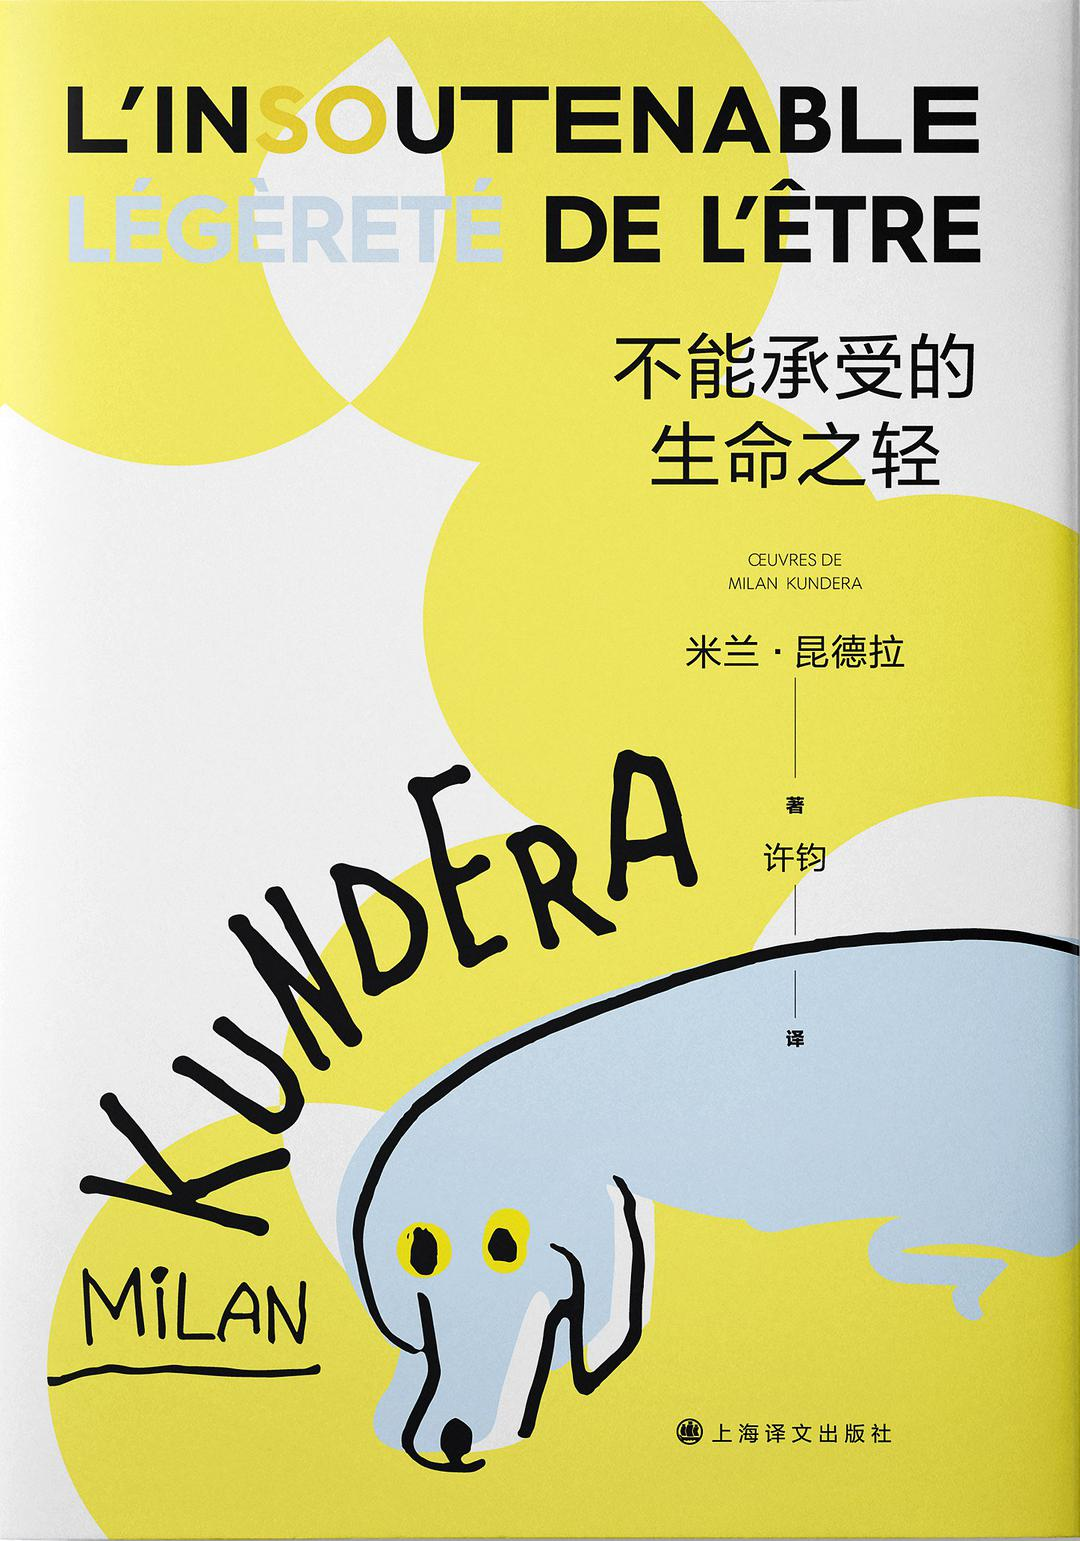 L'INSOUTENABLE
LÉGÈRETÉ DE L'ÊTRE
不能承受的
生命之轻
ŒUVRES DE
MILAN KUNDERA
米兰·昆德拉
著
许钧
译
KUNDERA
MiLAN
上海译文出版社